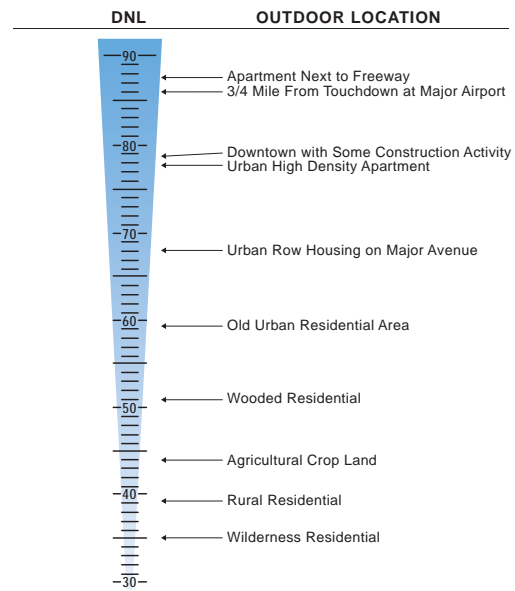 DNL OUTDOOR LOCATION
90
Apartment Next to Freeway
3/4 Mile From Touchdown at Major Airport
80
Downtown with Some Construction Activity
Urban High Density Apartment
70
Urban Row Housing on Major Avenue
60
Old Urban Residential Area
Wooded Residential
50
Agricultural Crop Land
40
Rural Residential
Wilderness Residential
30